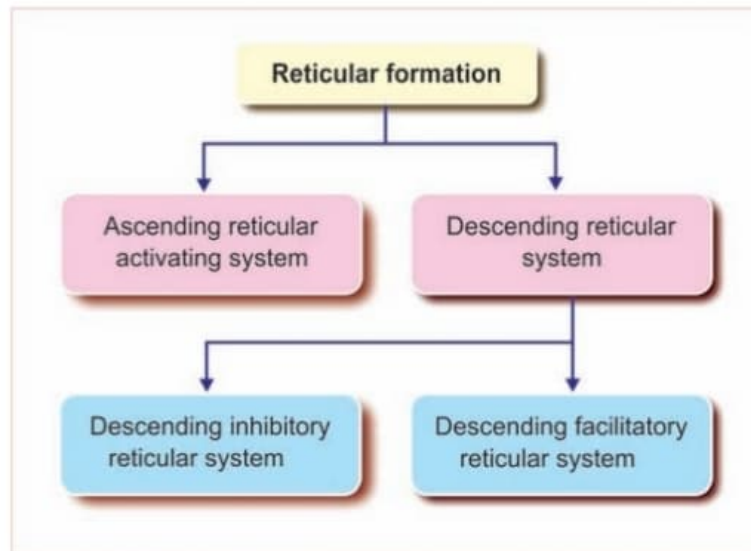 Reticular formation
Ascending reticular
activating system
Descending reticular
system
Descending inhibitory
reticular system
Descending facilitatory
reticular system